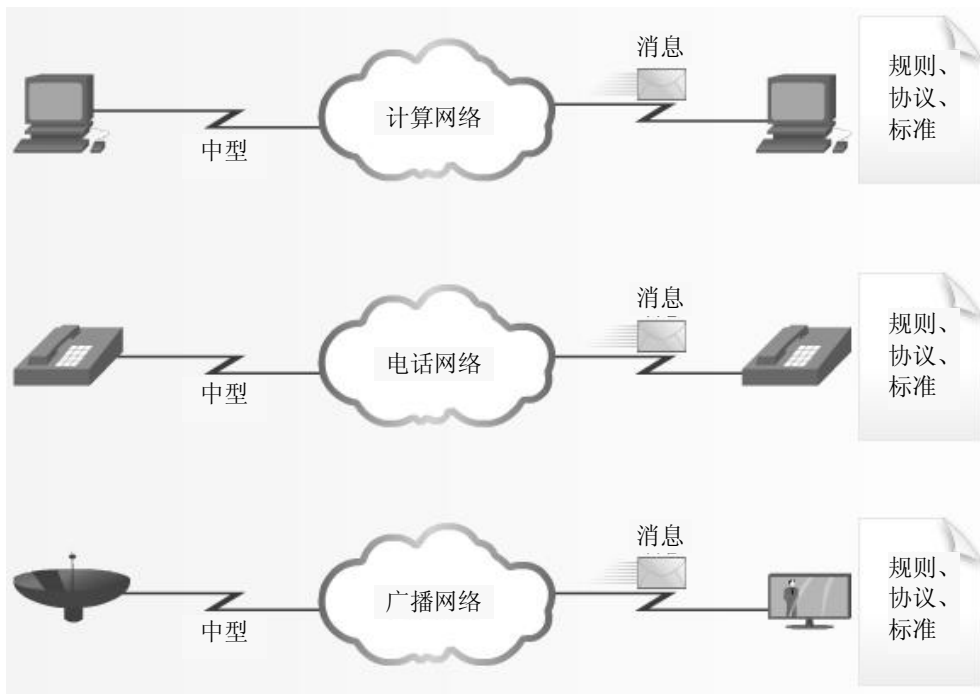 消息
规则、
协议、
标准
计算网络
中型
消息
规则、
协议、
标准
电话网络
中型
消息
规则、
协议、
标准
广播网络
中型